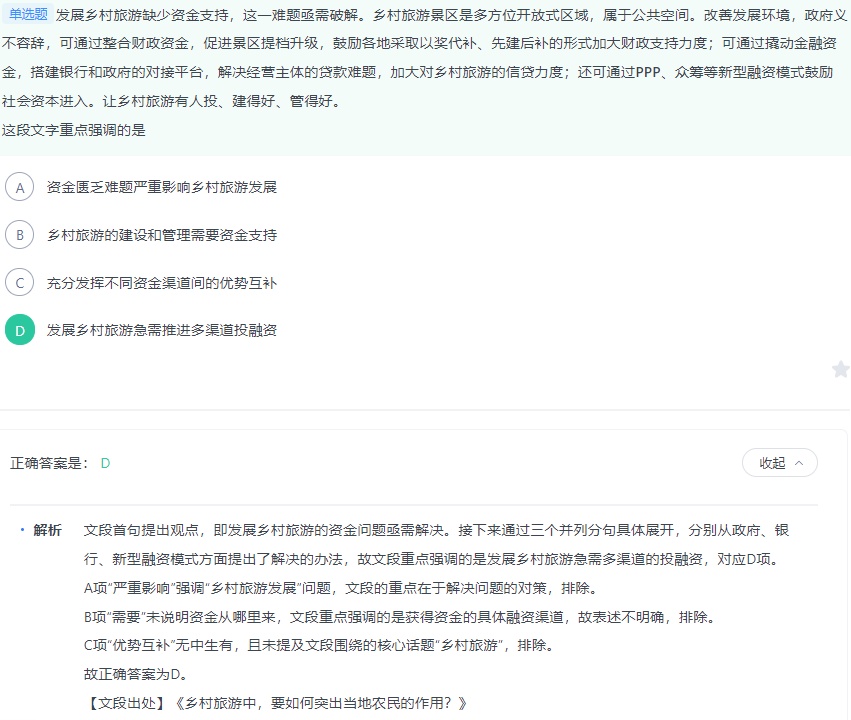 单选题 发展乡村旅游缺少资金支持，这一难题亟需破解。乡村旅游景区是多方位开放式区域，属于公共空间。改善发展环境，政府义
不容辞，可通过整合财政资金，促进景区提档升级，鼓励各地采取以奖代补、先建后补的形式加大财政支持力度；可通过撬动金融资
金，搭建银行和政府的对接平台，解决经营主体的贷款难题，加大对乡村旅游的信贷力度；还可通过PPP、众筹等新型融资模式鼓励
社会资本进入。让乡村旅游有人投、建得好、管得好。
这段文字重点强调的是
A 资金匮乏难题严重影响乡村旅游发展
B 乡村旅游的建设和管理需要资金支持
C 充分发挥不同资金渠道间的优势互补
D 发展乡村旅游急需推进多渠道投融资
正确答案是： D
收起
· 解析 文段首句提出观点，即发展乡村旅游的资金问题亟需解决。接下来通过三个并列分句具体展开，分别从政府、银
行、新型融资模式方面提出了解决的办法，故文段重点强调的是发展乡村旅游急需多渠道的投融资，对应D项。
A项“严重影响”强调“乡村旅游发展”问题，文段的重点在于解决问题的对策，排除。
B项“需要”未说明资金从哪里来，文段重点强调的是获得资金的具体融资渠道，故表述不明确，排除。
C项“优势互补”无中生有，且未提及文段围绕的核心话题“乡村旅游”，排除。
故正确答案为D。
【文段出处】《乡村旅游中，要如何突出当地农民的作用？》